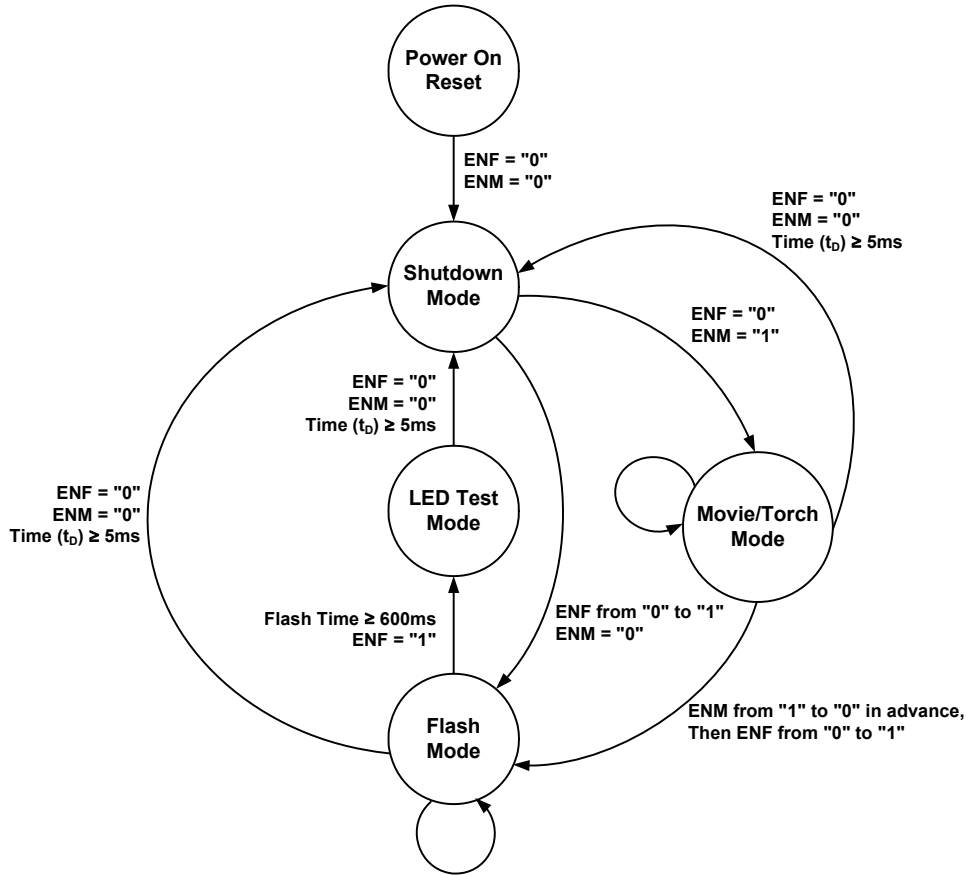 Power On
Reset
ENF = "0"
ENM = "0"
ENF = "0"
ENM = "0"
Time (t_D) ≥ 5ms
Shutdown
Mode
ENF = "0"
ENM = "1"
ENF = "0"
ENM = "0"
Time (t_D) ≥ 5ms
LED Test
Mode
Movie/Torch
Mode
ENF = "0"
ENM = "0"
Time (t_D) ≥ 5ms
Flash Time ≥ 600ms
ENF = "1"
ENF from "0" to "1"
ENM = "0"
Flash
Mode
ENM from "1" to "0" in advance,
Then ENF from "0" to "1"